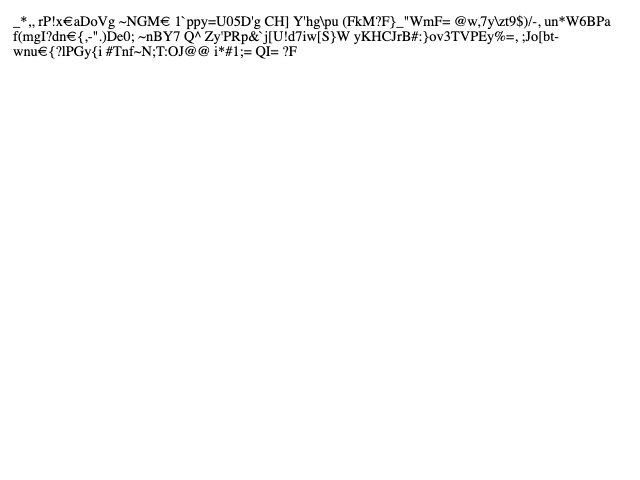 _*,, rP!x€aDoVg ~NGM€ 1`ppy=U05D'g CH] Y'hg\pu (FkM?F}_"WmF= @w,7y\zt9$)/-, un*W6BPa
f(mgI?dn€{,-".)De0; ~nBY7 Q^ Zy'PRp&`j[U!d7iw[S}W yKHCJrB#:}ov3TVPEy%=, ;Jo[bt-
wnu€{?lPGy{i #Tnf~N;T:OJ@@ i*#1;= QI= ?F